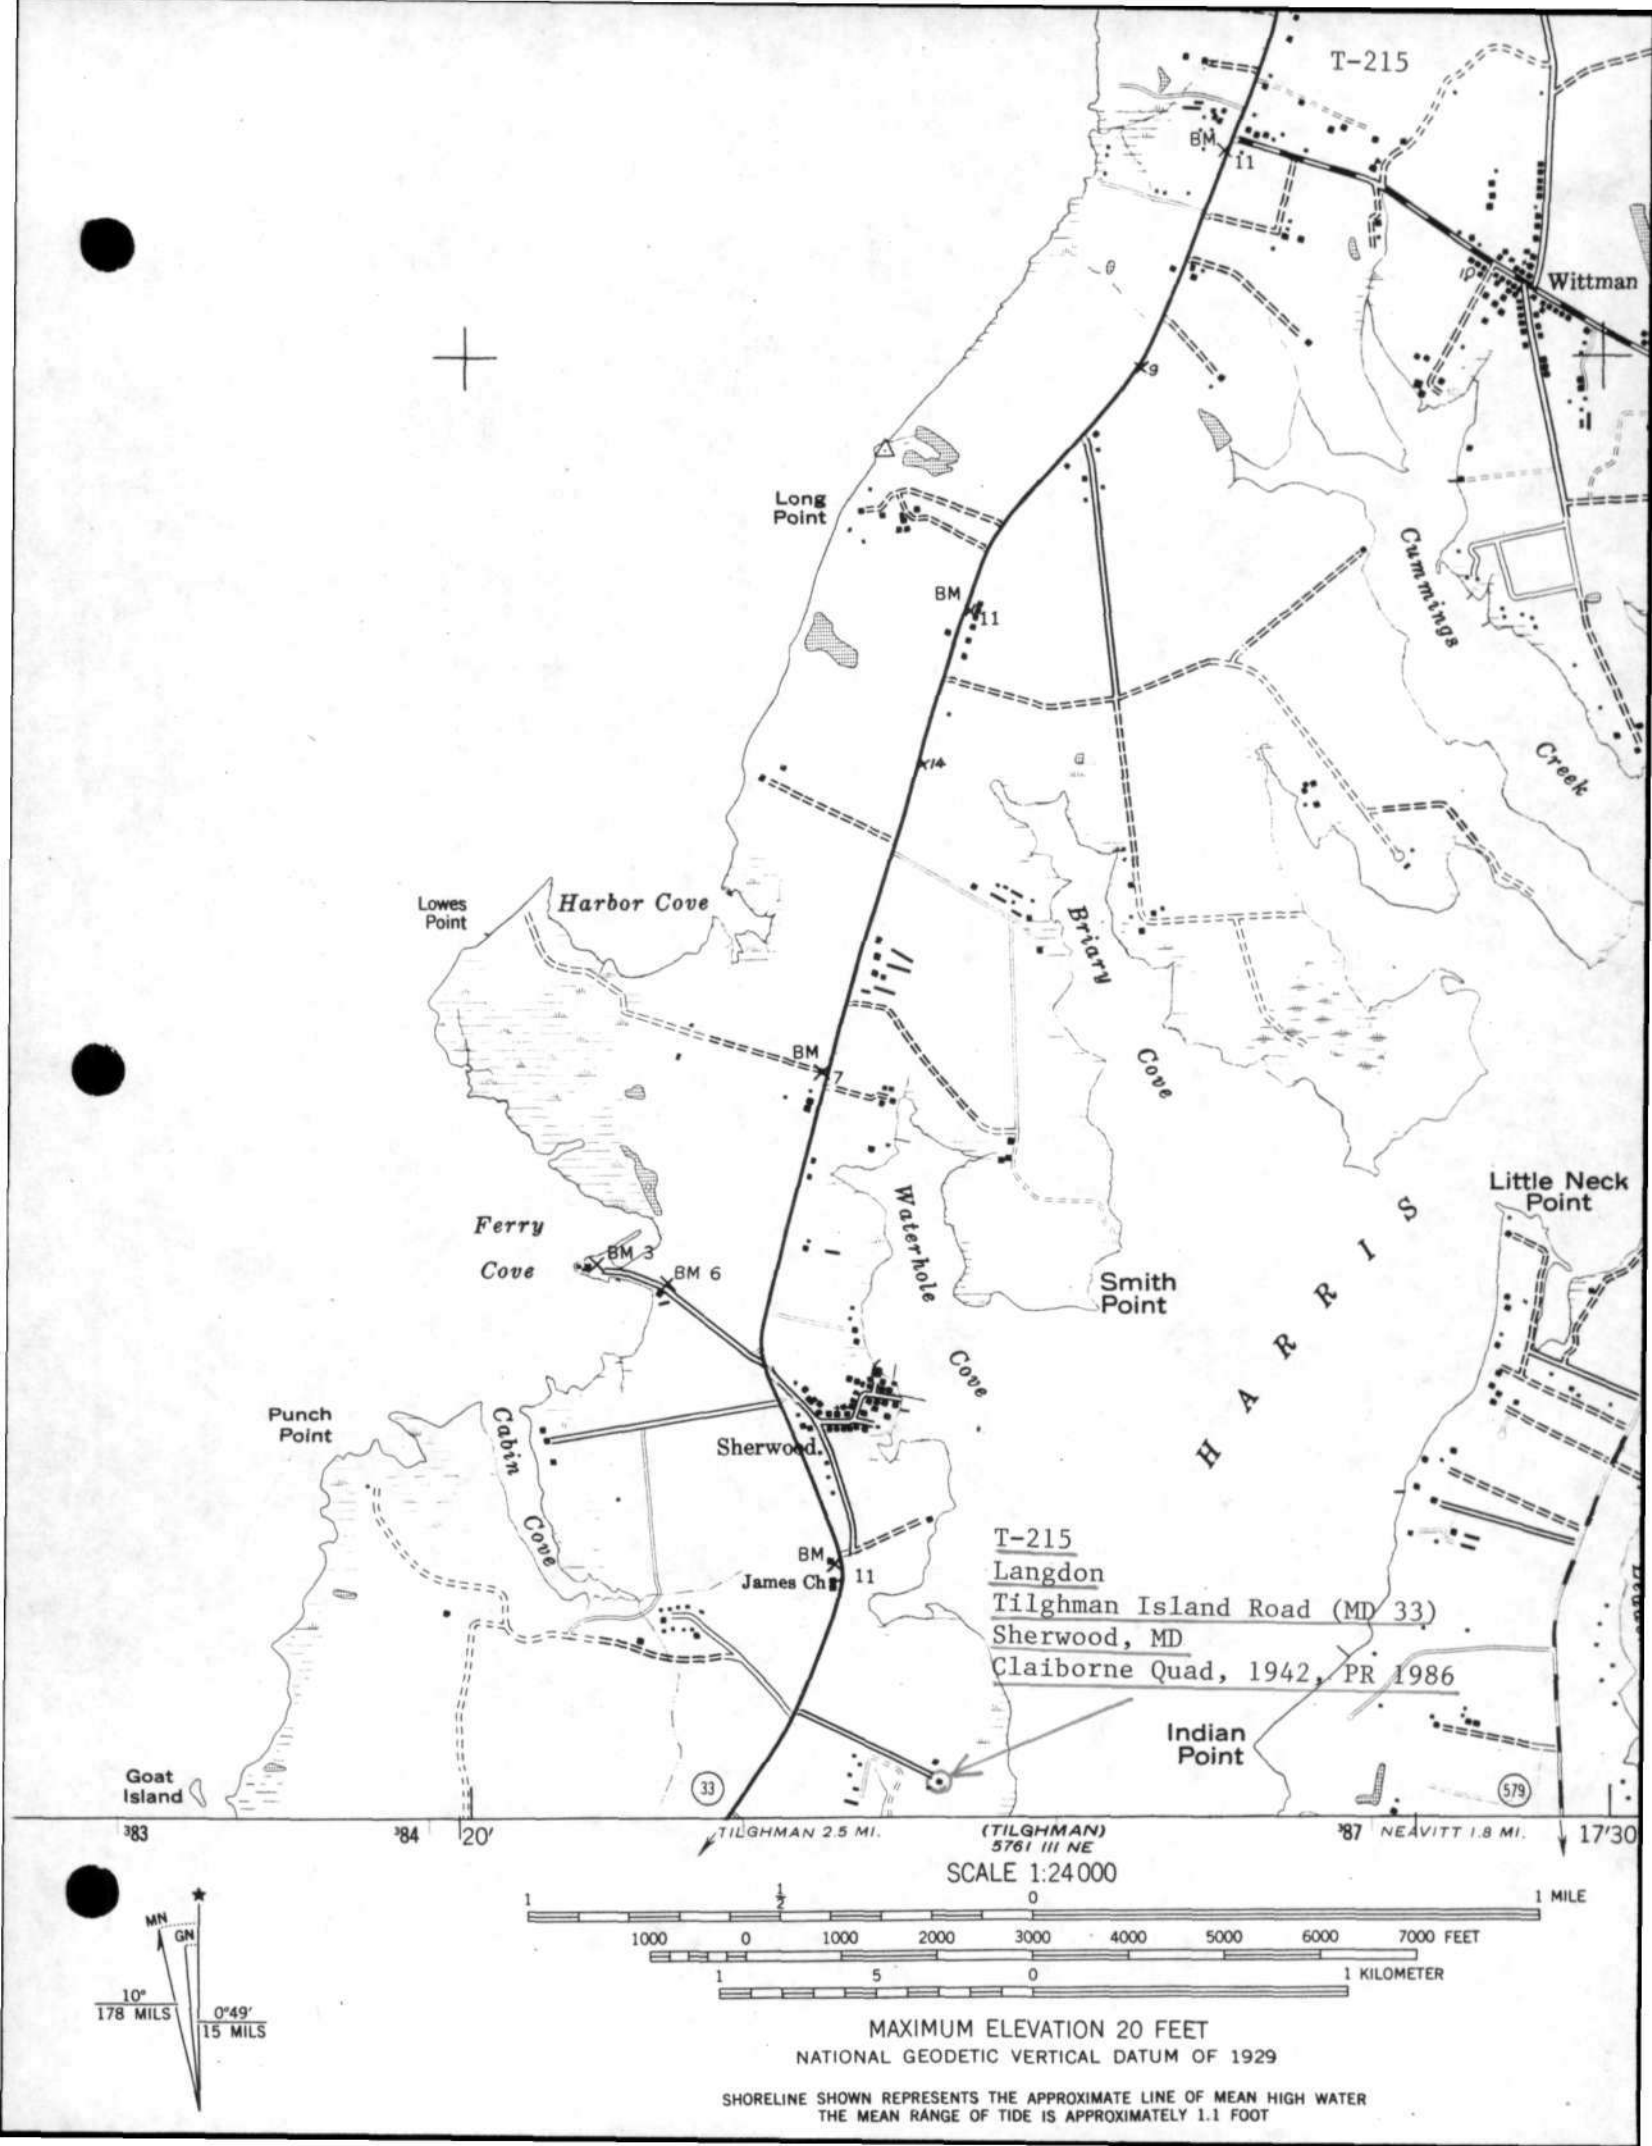 T-215
BM
11
10
Wittman
9
Long
Point
BM
11
Cummings
Creek
14
Lowes
Point
Harbor Cove
Briary
Cove
BM
7
Little Neck
Point
Waterhole
Cove
Ferry
Cove
BM 3
BM 6
Smith
Point
HARRIS
Punch
Point
Cabin
Cove
Sherwood
BM
11
James Ch
T-215
Langdon
Tilghman Island Road (MD 33)
Sherwood, MD
Claiborne Quad, 1942, PR 1986
Indian
Point
Goat
Island
33
579
383
384
20'
TILGHMAN 2.5 MI.
(TILGHMAN)
5761 III NE
387
NEAVITT 1.8 MI.
17'30
SCALE 1:24 000
1 ½ 0 1 MILE
1000 0 1000 2000 3000 4000 5000 6000 7000 FEET
1 5 0 1 KILOMETER
MN
GN
10°
178 MILS
0°49'
15 MILS
MAXIMUM ELEVATION 20 FEET
NATIONAL GEODETIC VERTICAL DATUM OF 1929
SHORELINE SHOWN REPRESENTS THE APPROXIMATE LINE OF MEAN HIGH WATER
THE MEAN RANGE OF TIDE IS APPROXIMATELY 1.1 FOOT